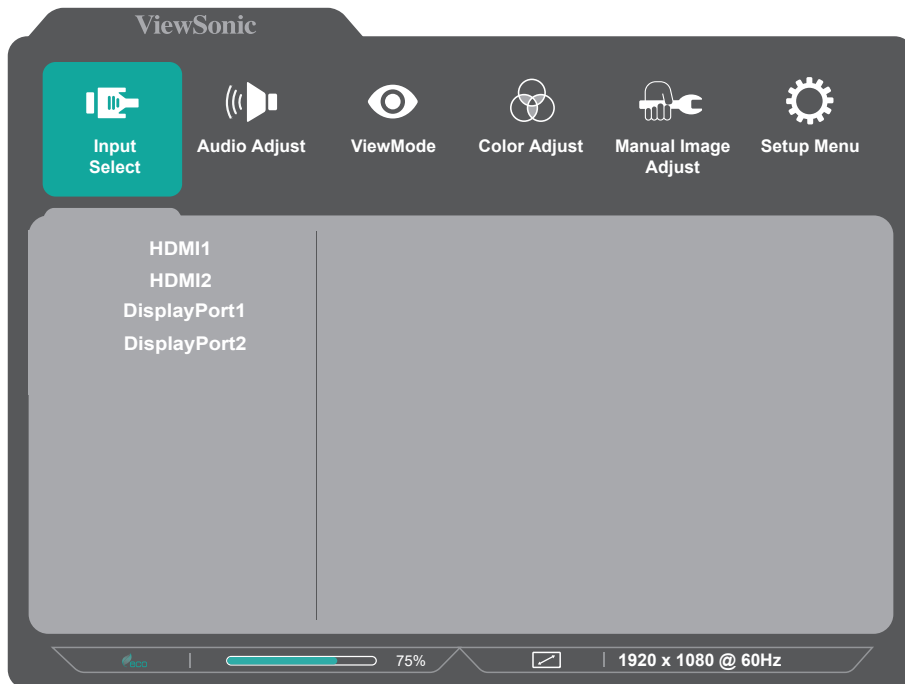 ViewSonic
Input
Select
Audio Adjust
ViewMode
Color Adjust
Manual Image
Adjust
Setup Menu
HDMI1
HDMI2
DisplayPort1
DisplayPort2
eco
75%
1920 x 1080 @ 60Hz